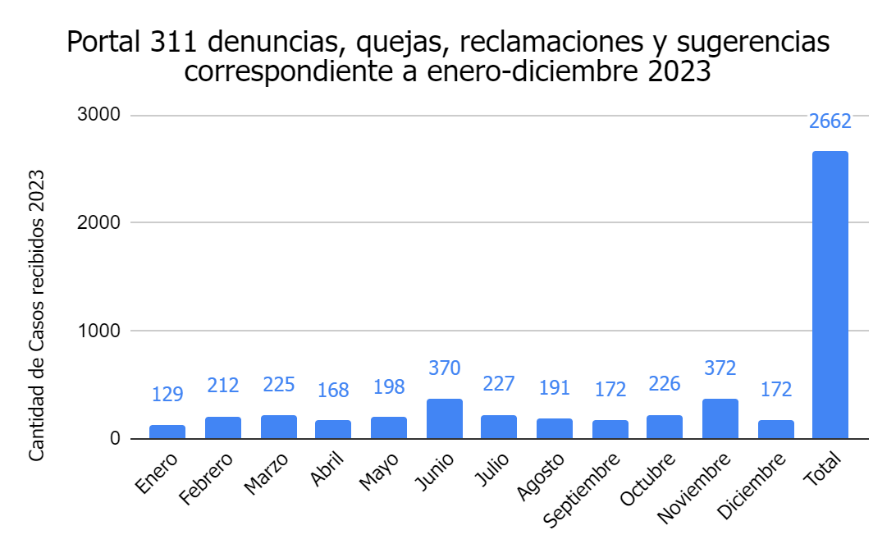 Portal 311 denuncias, quejas, reclamaciones y sugerencias
correspondiente a enero-diciembre 2023
Cantidad de Casos recibidos 2023
3000
2000
1000
0
129
212
225
168
198
370
227
191
172
226
372
172
2662
Enero
Febrero
Marzo
Abril
Mayo
Junio
Julio
Agosto
Septiembre
Octubre
Noviembre
Diciembre
Total